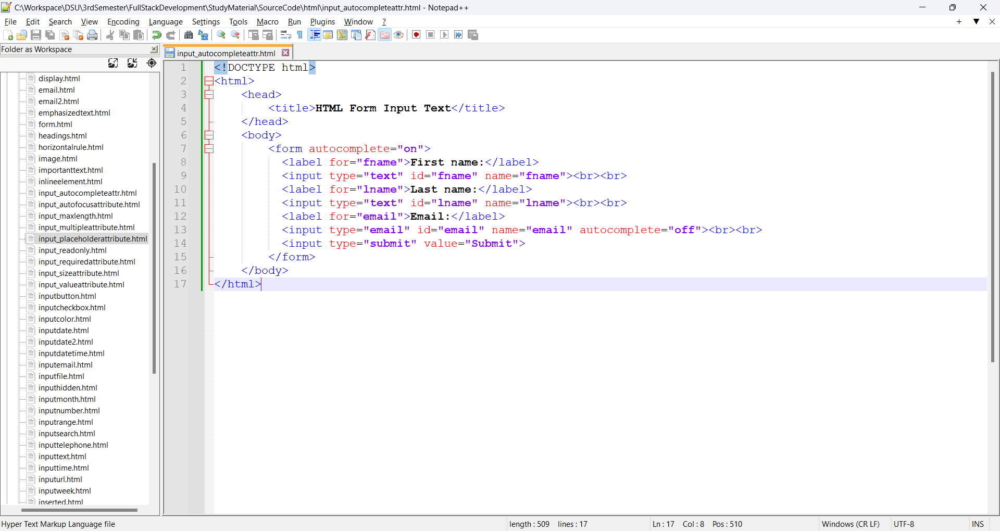 C:\Workspace\DSU\3rdSemester\FullStackDevelopment\StudyMaterial\SourceCode\html\input_autocompleteattr.html - Notepad++
File Edit Search View Encoding Language Settings Tools Macro Run Plugins Window ?
Folder as Workspace
display.html
email.html
email2.html
emphasizedtext.html
form.html
headings.html
horizontalrule.html
image.html
importanttext.html
inlineelement.html
input_autocompleteattr.html
input_autofocusattribute.html
input_maxlength.html
input_multipleattribute.html
input_placeholderattribute.html
input_readonly.html
input_requiredattribute.html
input_sizeattribute.html
input_valueattribute.html
inputbutton.html
inputcheckbox.html
inputcolor.html
inputdate.html
inputdate2.html
inputdatetime.html
inputemail.html
inputfile.html
inputhidden.html
inputmonth.html
inputnumber.html
inputrange.html
inputsearch.html
inputtelephone.html
inputtext.html
inputtime.html
inputurl.html
inputweek.html
inserted.html
input_autocompleteattr.html
1 <!DOCTYPE html>
2 <html>
3 <head>
4 <title>HTML Form Input Text</title>
5 </head>
6 <body>
7 <form autocomplete="on">
8 <label for="fname">First name:</label>
9 <input type="text" id="fname" name="fname"><br><br>
10 <label for="lname">Last name:</label>
11 <input type="text" id="lname" name="lname"><br><br>
12 <label for="email">Email:</label>
13 <input type="email" id="email" name="email" autocomplete="off"><br><br>
14 <input type="submit" value="Submit">
15 </form>
16 </body>
17 </html>
Hyper Text Markup Language file length : 509 lines : 17 Ln : 17 Col : 8 Pos : 510 Windows (CR LF) UTF-8 INS